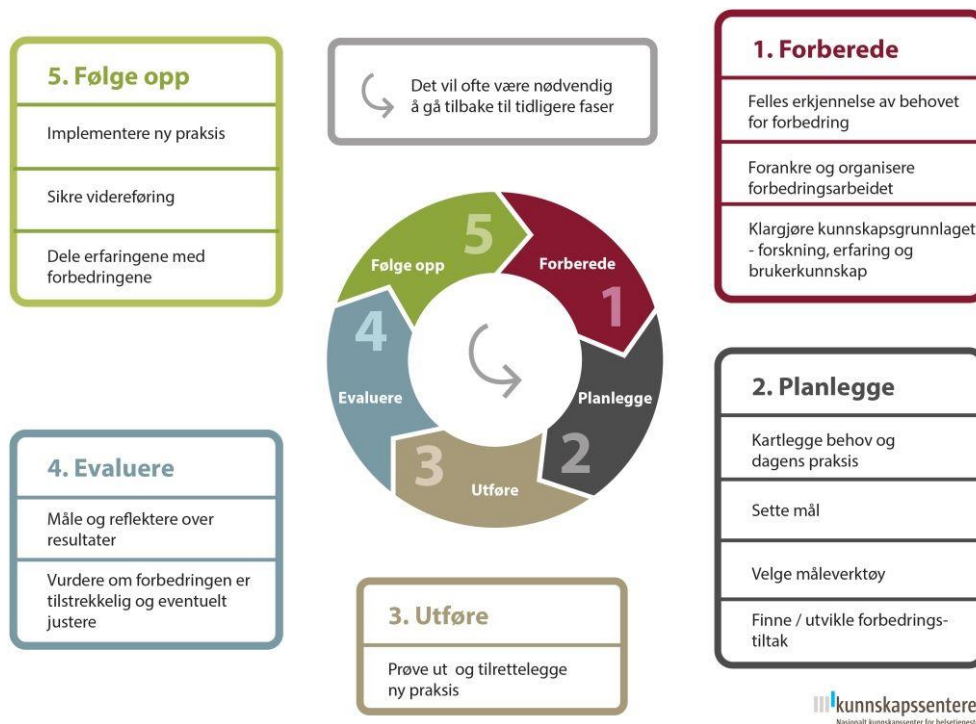 5. Følge opp
Implementere ny praksis
Sikre videreføring
Dele erfaringene med
forbedringene
Det vil ofte være nødvendig
å gå tilbake til tidligere faser
1. Forberede
Felles erkjennelse av behovet
for forbedring
Forankre og organisere
forbedringsarbeidet
Klargjøre kunnskapsgrunnlaget
- forskning, erfaring og
brukerkunnskap
5
Følge opp
Forberede
1
4
Evaluere
Planlegge
2
3
Utføre
2. Planlegge
Kartlegge behov og
dagens praksis
Sette mål
Velge måleverktøy
Finne / utvikle forbedrings-
tiltak
4. Evaluere
Måle og reflektere over
resultater
Vurdere om forbedringen er
tilstrekkelig og eventuelt
justere
3. Utføre
Prøve ut og tilrettelegge
ny praksis
kunnskapssentere
Nasjonalt kunnskapssenter for helsetjenest